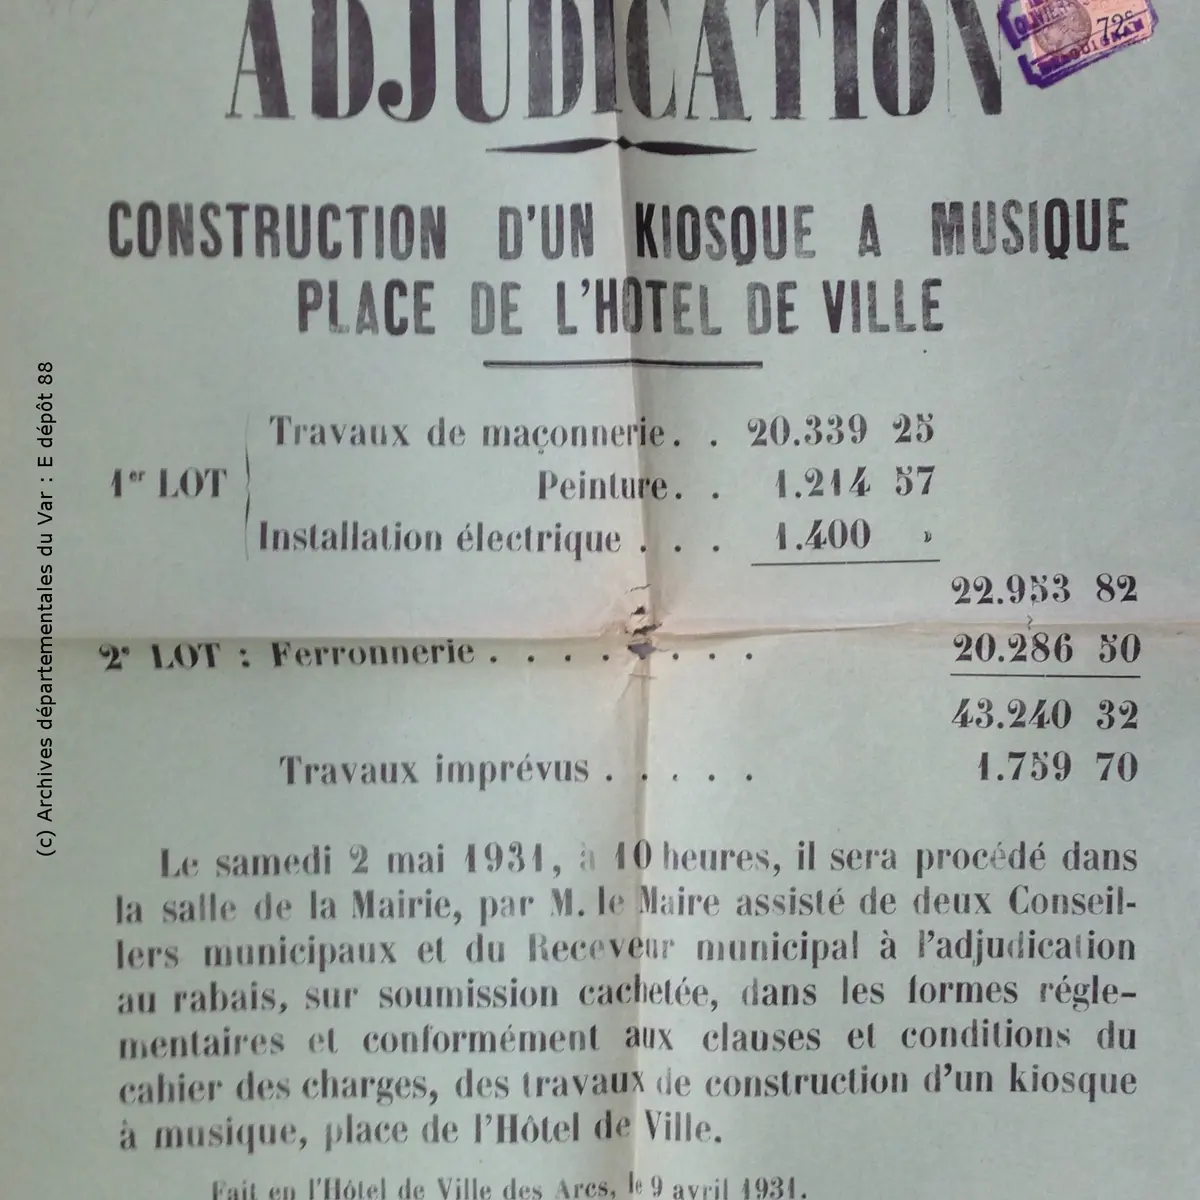 ADJUDICATION
72c
CONSTRUCTION D'UN KIOSQUE A MUSIQUE
PLACE DE L'HOTEL DE VILLE
Travaux de maçonnerie. . 20.339 25
1er LOT Peinture. . 1.214 57
Installation électrique . . . 1.400 »
22.953 82
2e LOT : Ferronnerie . . . . . . . . 20.286 50
43.240 32
Travaux imprévus . . . . . 1.759 70
Le samedi 2 mai 1931, à 10 heures, il sera procédé dans
la salle de la Mairie, par M. le Maire assisté de deux Conseil-
lers municipaux et du Receveur municipal à l'adjudication
au rabais, sur soumission cachetée, dans les formes régle-
mentaires et conformément aux clauses et conditions du
cahier des charges, des travaux de construction d'un kiosque
à musique, place de l'Hôtel de Ville.
Fait en l'Hôtel de Ville des Arcs, le 9 avril 1931.
(c) Archives départementales du Var : E dépôt 88